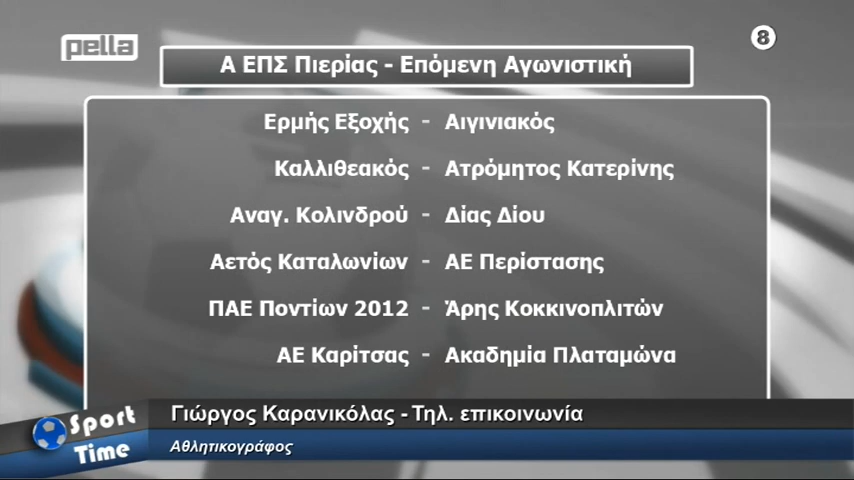 pella
8
Α ΕΠΣ Πιερίας - Επόμενη Αγωνιστική
Ερμής Εξοχής - Αιγινιακός
Καλλιθεακός - Ατρόμητος Κατερίνης
Αναγ. Κολινδρού - Δίας Δίου
Αετός Καταλωνίων - ΑΕ Περίστασης
ΠΑΕ Ποντίων 2012 - Άρης Κοκκινοπλιτών
ΑΕ Καρίτσας - Ακαδημία Πλαταμώνα
Sport
Time
Γιώργος Καρανικόλας - Τηλ. επικοινωνία
Αθλητικογράφος